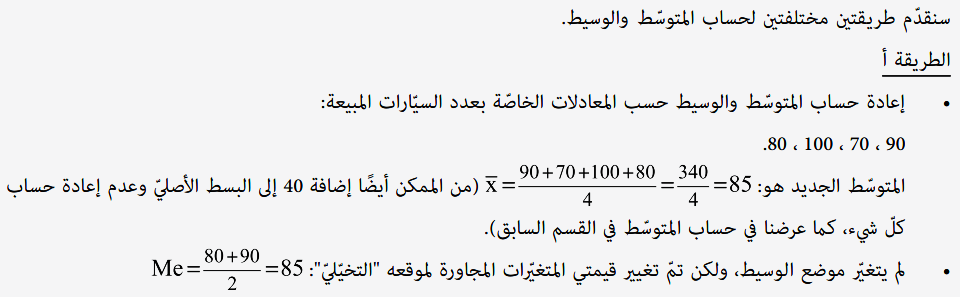 سنقدّم طريقتين مختلفتين لحساب المتوسّط والوسيط.
الطريقة أ
• إعادة حساب المتوسّط والوسيط حسب المعادلات الخاصّة بعدد السيّارات المبيعة:
90 ، 70 ، 100 ، 80.
المتوسّط الجديد هو: x̄ = (90+70+100+80)/4 = 340/4 = 85 (من الممكن أيضًا إضافة 40 إلى البسط الأصليّ وعدم إعادة حساب
كلّ شيء، كما عرضنا في حساب المتوسّط في القسم السابق).
• لم يتغيّر موضع الوسيط، ولكن تمّ تغيير قيمتي المتغيّرات المجاورة لموقعه "التخيّليّ": Me = (80+90)/2 = 85